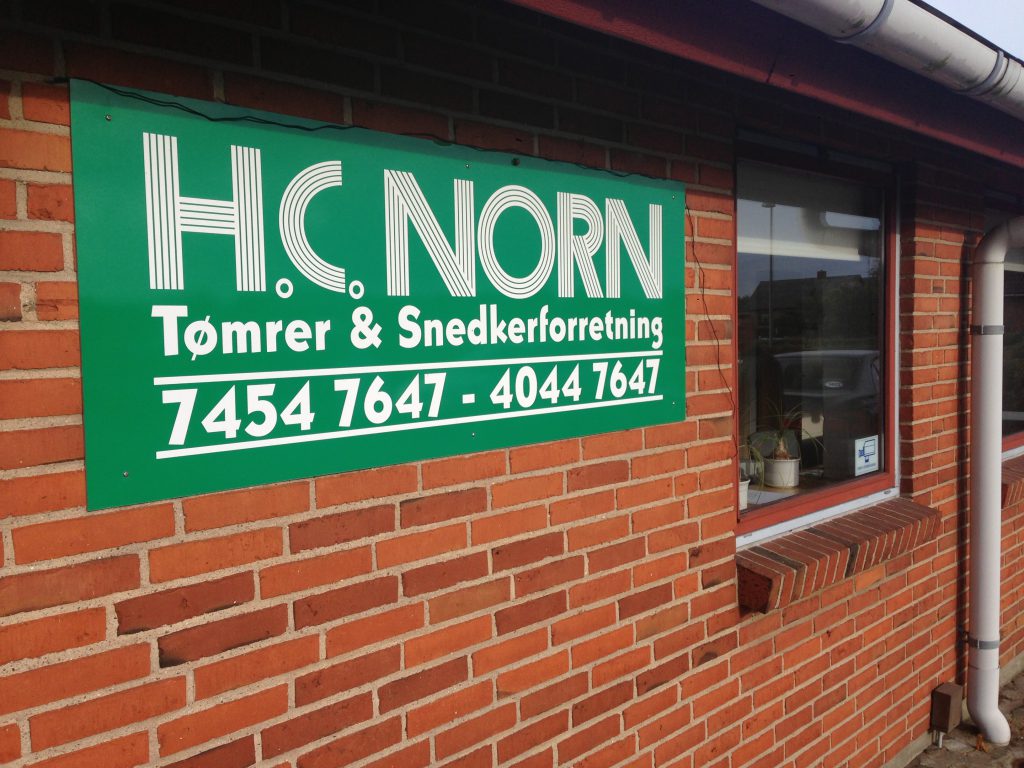 H.C. NORN
Tømrer & Snedkerforretning
7454 7647 - 4044 7647